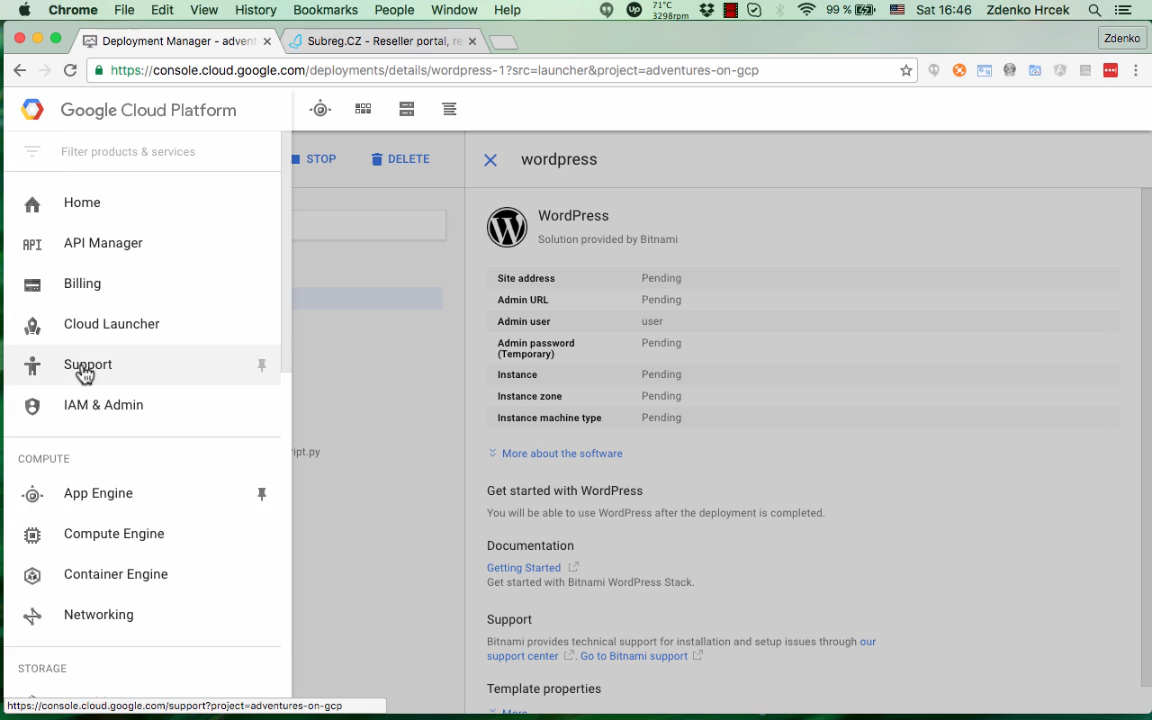 Chrome File Edit View History Bookmarks People Window Help
71°C
3298rpm
99 %
Sat 16:46
Zdenko Hrcek
Deployment Manager - adven
Subreg.CZ - Reseller portal, re
Zdenko
https://console.cloud.google.com/deployments/details/wordpress-1?src=launcher&project=adventures-on-gcp
Google Cloud Platform
Filter products & services
Home
API Manager
Billing
Cloud Launcher
Support
IAM & Admin
COMPUTE
App Engine
Compute Engine
Container Engine
Networking
STORAGE
https://console.cloud.google.com/support?project=adventures-on-gcp
STOP
DELETE
ipt.py
wordpress
WordPress
Solution provided by Bitnami
Site address Pending
Admin URL Pending
Admin user user
Admin password Pending
(Temporary)
Instance Pending
Instance zone Pending
Instance machine type Pending
More about the software
Get started with WordPress
You will be able to use WordPress after the deployment is completed.
Documentation
Getting Started
Get started with Bitnami WordPress Stack.
Support
Bitnami provides technical support for installation and setup issues through our
support center . Go to Bitnami support
Template properties
More